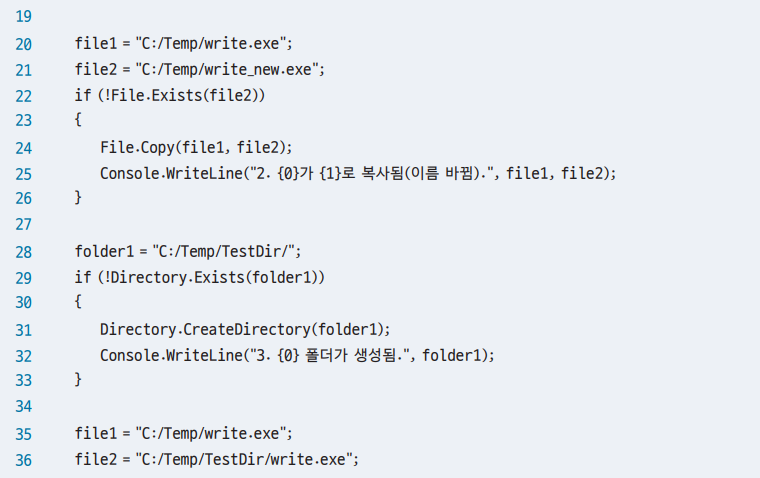 19
20 file1 = "C:/Temp/write.exe";
21 file2 = "C:/Temp/write_new.exe";
22 if (!File.Exists(file2))
23 {
24 File.Copy(file1, file2);
25 Console.WriteLine("2. {0}가 {1}로 복사됨(이름 바뀜).", file1, file2);
26 }
27
28 folder1 = "C:/Temp/TestDir/";
29 if (!Directory.Exists(folder1))
30 {
31 Directory.CreateDirectory(folder1);
32 Console.WriteLine("3. {0} 폴더가 생성됨.", folder1);
33 }
34
35 file1 = "C:/Temp/write.exe";
36 file2 = "C:/Temp/TestDir/write.exe";